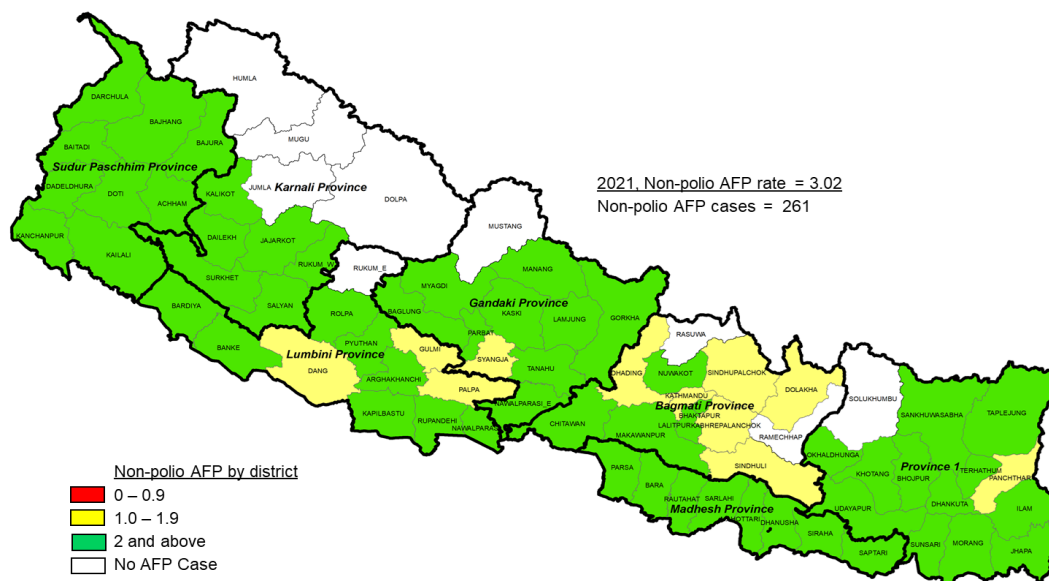 HUMLA
DARCHULA
BAJHANG
MUGU
BAJURA
BAITADI
Sudur Paschhim Province
2021, Non-polio AFP rate = 3.02
Non-polio AFP cases = 261
JUMLA
Karnali Province
DADELDHURA
DOTI
KALIKOT
DOLPA
ACHHAM
MUSTANG
KANCHANPUR
DAILEKH
JAJARKOT
KAILALI
RUKUM_W
RUKUM_E
MANANG
SURKHET
MYAGDI
Gandaki Province
BARDIYA
SALYAN
ROLPA
BAGLUNG
KASKI
LAMJUNG
GORKHA
PARBAT
RASUWA
BANKE
PYUTHAN
GULMI
SYANGJA
Lumbini Province
DANG
TANAHU
DHADING
NUWAKOT
SINDHUPALCHOK
DOLAKHA
ARGHAKHANCHI
PALPA
KATHMANDU
SOLUKHUMBU
NAWALPARASI_E
Bagmati Province
BHAKTAPUR
KAPILBASTU
RUPANDEHI
CHITAWAN
LALITPUR
KABHREPALANCHOK
SANKHUWASABHA
TAPLEJUNG
NAWALPARAS
MAKAWANPUR
RAMECHHAP
OKHALDHUNGA
SINDHULI
KHOTANG
Province 1
BHOJPUR
TERHATHUM
PANCHTHAR
PARSA
BARA
RAUTAHAT
SARLAHI
Madhesh Province
HOTTARI
DHANUSHA
UDAYAPUR
DHANKUTA
ILAM
SIRAHA
SAPTARI
SUNSARI
MORANG
JHAPA
Non-polio AFP by district
0 – 0.9
1.0 – 1.9
2 and above
No AFP Case